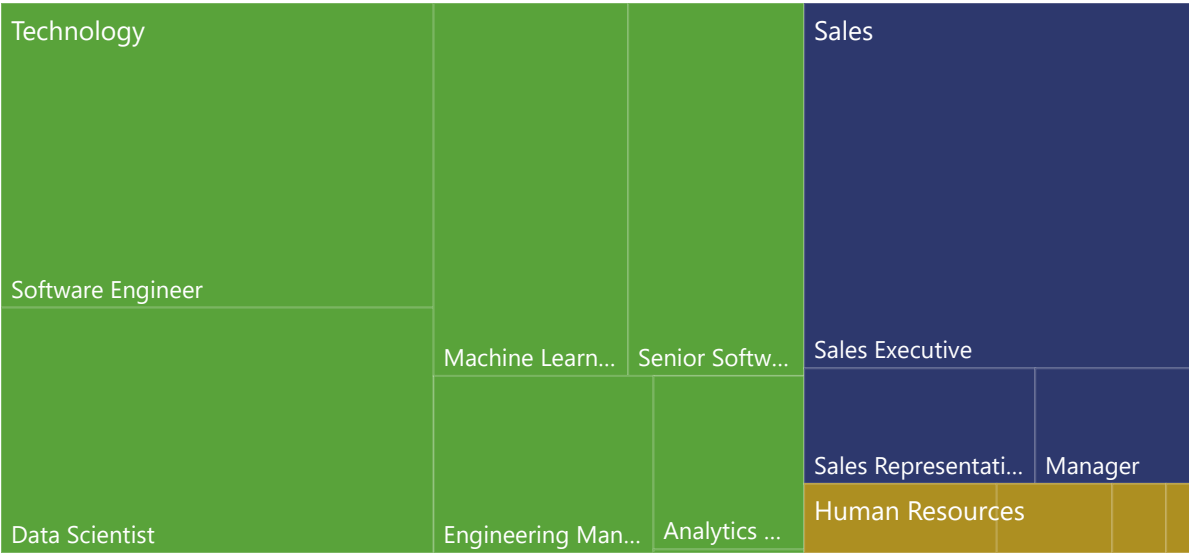 Technology
Sales
Software Engineer
Machine Learn...
Senior Softw...
Sales Executive
Sales Representati...
Manager
Human Resources
Data Scientist
Engineering Man...
Analytics ...